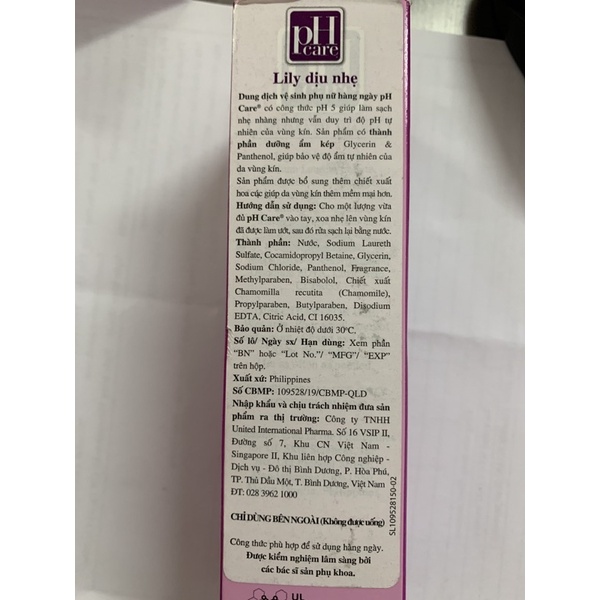 pH
care
Lily dịu nhẹ
Dung dịch vệ sinh phụ nữ hàng ngày pH
Care® có công thức pH 5 giúp làm sạch
nhẹ nhàng nhưng vẫn duy trì độ pH tự
nhiên của vùng kín. Sản phẩm có thành
phần dưỡng ẩm kép Glycerin &
Panthenol, giúp bảo vệ độ ẩm tự nhiên của
da vùng kín.
Sản phẩm được bổ sung thêm chiết xuất
hoa cúc giúp da vùng kín thêm mềm mại hơn.
Hướng dẫn sử dụng: Cho một lượng vừa
đủ pH Care® vào tay, xoa nhẹ lên vùng kín
đã được làm ướt, sau đó rửa sạch lại bằng nước.
Thành phần: Nước, Sodium Laureth
Sulfate, Cocamidopropyl Betaine, Glycerin,
Sodium Chloride, Panthenol, Fragrance,
Methylparaben, Bisabolol, Chiết xuất
Chamomilla recutita (Chamomile),
Propylparaben, Butylparaben, Disodium
EDTA, Citric Acid, CI 16035.
Bảo quản: Ở nhiệt độ dưới 30°C.
Số lô/ Ngày sx/ Hạn dùng: Xem phần
"BN" hoặc "Lot No."/ "MFG"/ "EXP"
trên hộp.
Xuất xứ: Philippines
Số CBMP: 109528/19/CBMP-QLD
Nhập khẩu và chịu trách nhiệm đưa sản
phẩm ra thị trường: Công ty TNHH
United International Pharma. Số 16 VSIP II,
Đường số 7, Khu CN Việt Nam -
Singapore II, Khu liên hợp Công nghiệp -
Dịch vụ - Đô thị Bình Dương, P. Hòa Phú,
TP. Thủ Dầu Một, T. Bình Dương, Việt Nam
ĐT: 028 3962 1000
SL109528150-02
CHỈ DÙNG BÊN NGOÀI (Không được uống)
Công thức phù hợp để sử dụng hằng ngày.
Được kiểm nghiệm lâm sàng bởi
các bác sĩ sản phụ khoa.
UL